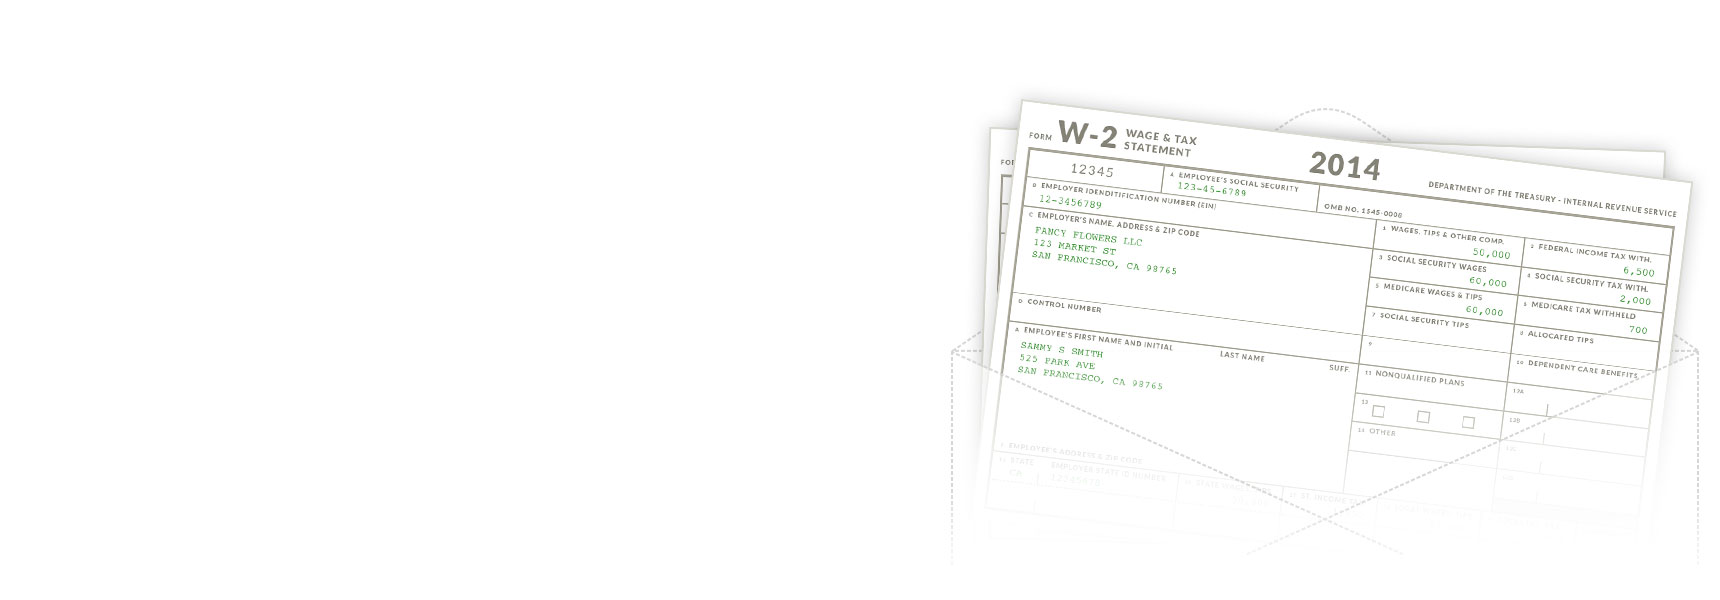 FORM W-2 WAGE & TAX STATEMENT 2014 DEPARTMENT OF THE TREASURY - INTERNAL REVENUE SERVICE
12345
A EMPLOYEE'S SOCIAL SECURITY
123-45-6789
OMB NO. 1545-0008
B EMPLOYER IDENDITIFICATION NUMBER (EIN)
12-3456789
C EMPLOYER'S NAME, ADDRESS & ZIP CODE
FANCY FLOWERS LLC
123 MARKET ST
SAN FRANCISCO, CA 98765
1 WAGES, TIPS & OTHER COMP.
50,000
2 FEDERAL INCOME TAX WITH.
6,500
3 SOCIAL SECURITY WAGES
60,000
4 SOCIAL SECURITY TAX WITH.
2,000
5 MEDICARE WAGES & TIPS
60,000
6 MEDICARE TAX WITHHELD
700
D CONTROL NUMBER
7 SOCIAL SECURITY TIPS
8 ALLOCATED TIPS
9
10 DEPENDENT CARE BENEFITS
EMPLOYEE'S FIRST NAME AND INITIAL LAST NAME SUFF.
SAMMY S SMITH
525 PARK AVE
SAN FRANCISCO, CA 98765
11 NONQUALIFIED PLANS
12A
13
12B
14 OTHER
12C
12D
EMPLOYEE'S ADDRESS & ZIP CODE
15 STATE EMPLOYER STATE ID NUMBER
CA